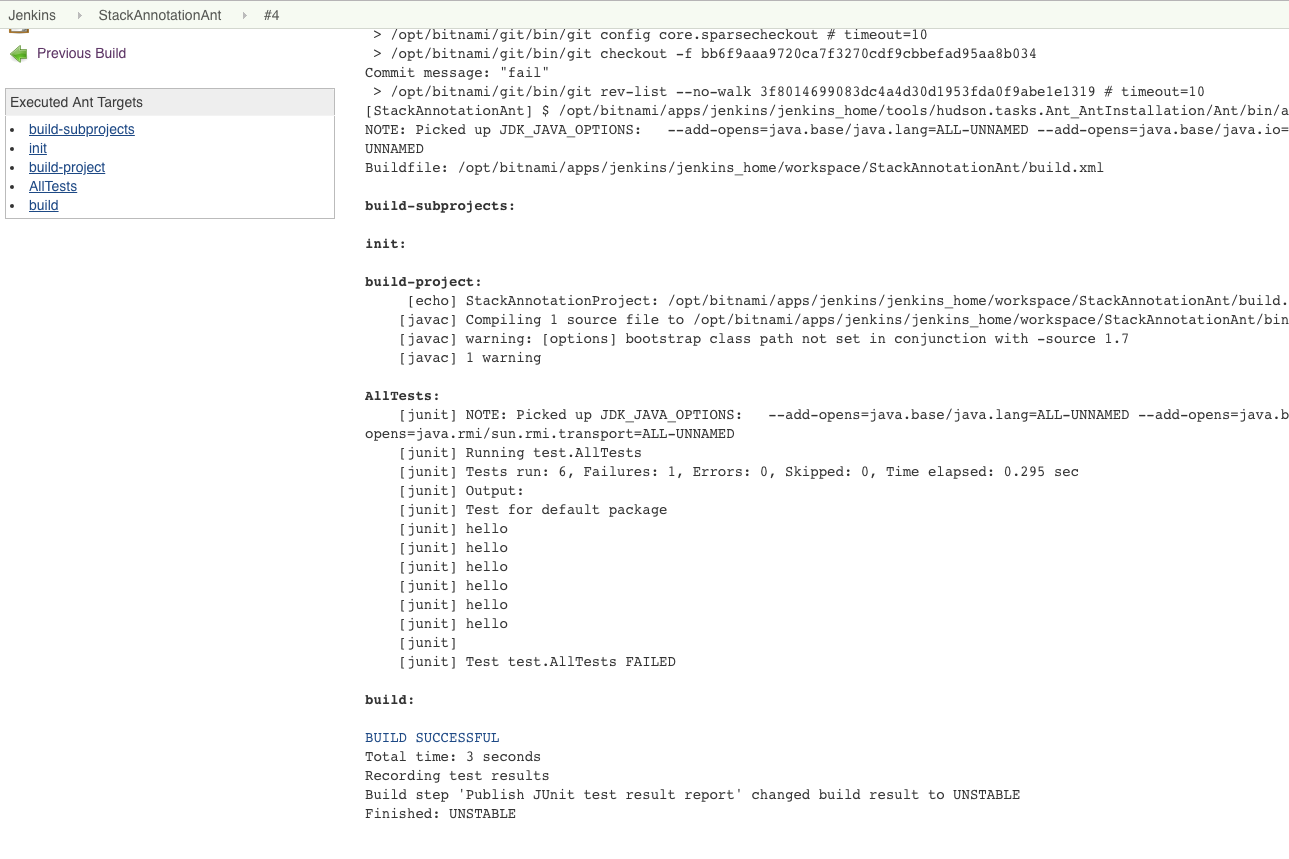 Jenkins StackAnnotationAnt #4
Previous Build
Executed Ant Targets
build-subprojects
init
build-project
AllTests
build
> /opt/bitnami/git/bin/git config core.sparsecheckout # timeout=10
> /opt/bitnami/git/bin/git checkout -f bb6f9aaa9720ca7f3270cdf9cbbefad95aa8b034
Commit message: "fail"
> /opt/bitnami/git/bin/git rev-list --no-walk 3f8014699083dc4a4d30d1953fda0f9abe1e1319 # timeout=10
[StackAnnotationAnt] $ /opt/bitnami/apps/jenkins/jenkins_home/tools/hudson.tasks.Ant_AntInstallation/Ant/bin/a
NOTE: Picked up JDK_JAVA_OPTIONS:   --add-opens=java.base/java.lang=ALL-UNNAMED --add-opens=java.base/java.io=
UNNAMED
Buildfile: /opt/bitnami/apps/jenkins/jenkins_home/workspace/StackAnnotationAnt/build.xml
build-subprojects:
init:
build-project:
[echo] StackAnnotationProject: /opt/bitnami/apps/jenkins/jenkins_home/workspace/StackAnnotationAnt/build.
[javac] Compiling 1 source file to /opt/bitnami/apps/jenkins/jenkins_home/workspace/StackAnnotationAnt/bin
[javac] warning: [options] bootstrap class path not set in conjunction with -source 1.7
[javac] 1 warning
AllTests:
[junit] NOTE: Picked up JDK_JAVA_OPTIONS:   --add-opens=java.base/java.lang=ALL-UNNAMED --add-opens=java.b
opens=java.rmi/sun.rmi.transport=ALL-UNNAMED
[junit] Running test.AllTests
[junit] Tests run: 6, Failures: 1, Errors: 0, Skipped: 0, Time elapsed: 0.295 sec
[junit] Output:
[junit] Test for default package
[junit] hello
[junit] hello
[junit] hello
[junit] hello
[junit] hello
[junit] hello
[junit]
[junit] Test test.AllTests FAILED
build:
BUILD SUCCESSFUL
Total time: 3 seconds
Recording test results
Build step 'Publish JUnit test result report' changed build result to UNSTABLE
Finished: UNSTABLE